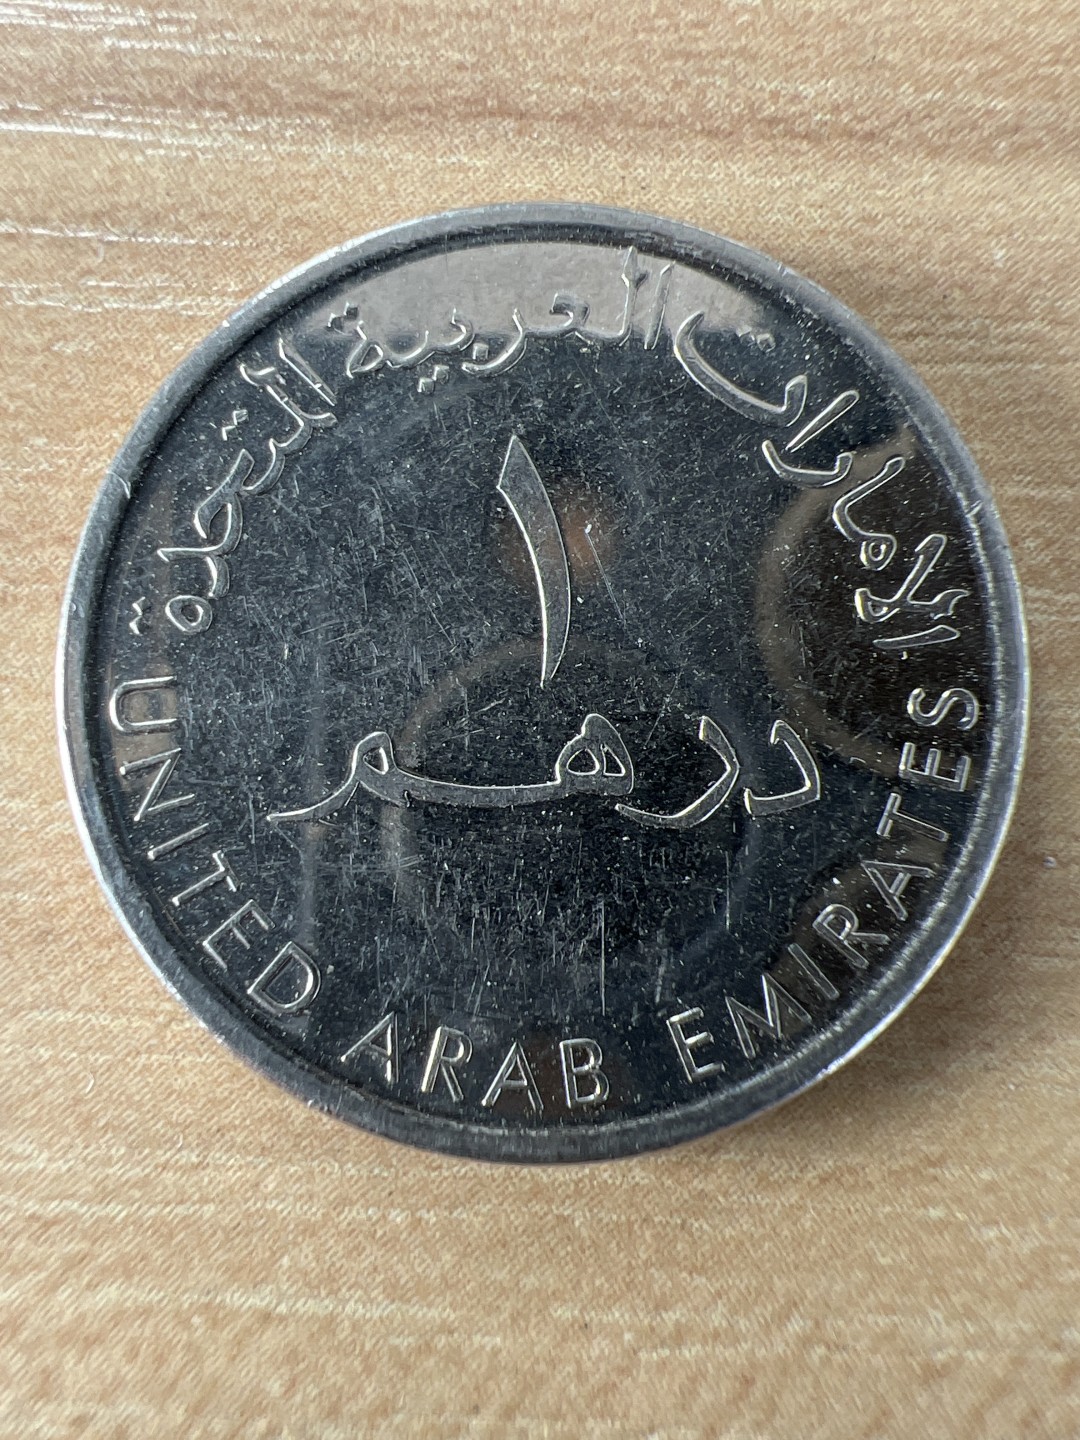 الإمارات العربية المتحدة
١
درهم
UNITED ARAB EMIRATES